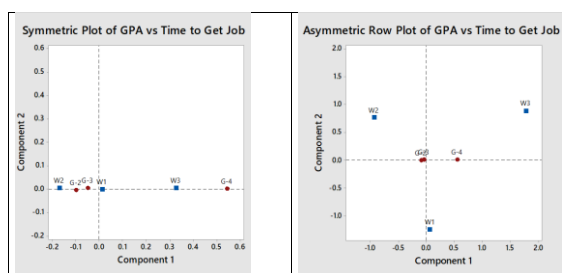 Symmetric Plot of GPA vs Time to Get Job
0.6
0.5
0.4
0.3
0.2
0.1
0.0
-0.1
-0.2
Component 2
W2
G-2
G-3
W1
W3
G-4
-0.2
-0.1
0.0
0.1
0.2
0.3
0.4
0.5
0.6
Component 1
Asymmetric Row Plot of GPA vs Time to Get Job
2.0
1.5
1.0
0.5
0.0
-0.5
-1.0
Component 2
W2
W3
G-4
W1
-1.0
-0.5
0.0
0.5
1.0
1.5
2.0
Component 1